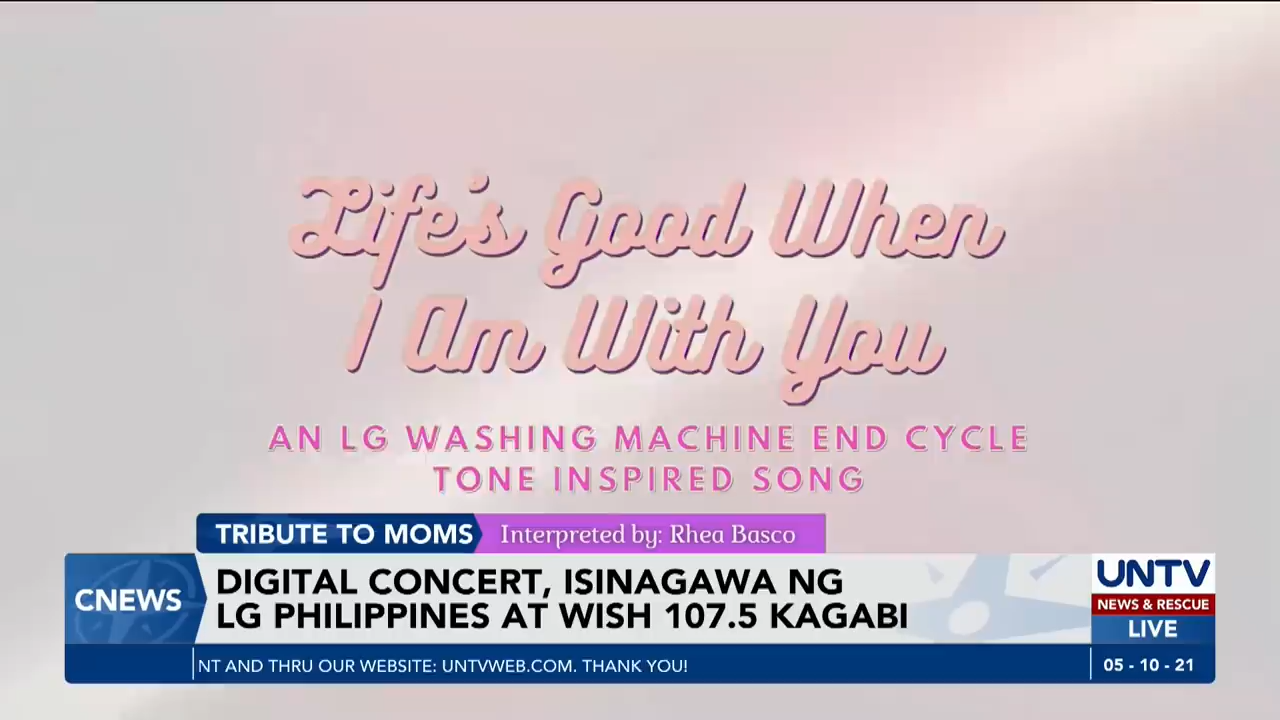 Life's Good When
I Am With You
AN LG WASHING MACHINE END CYCLE
TONE INSPIRED SONG
TRIBUTE TO MOMS
Interpreted by: Rhea Basco
CNEWS
DIGITAL CONCERT, ISINAGAWA NG
LG PHILIPPINES AT WISH 107.5 KAGABI
UNTV
NEWS & RESCUE
LIVE
NT AND THRU OUR WEBSITE: UNTVWEB.COM. THANK YOU!
05 - 10 - 21